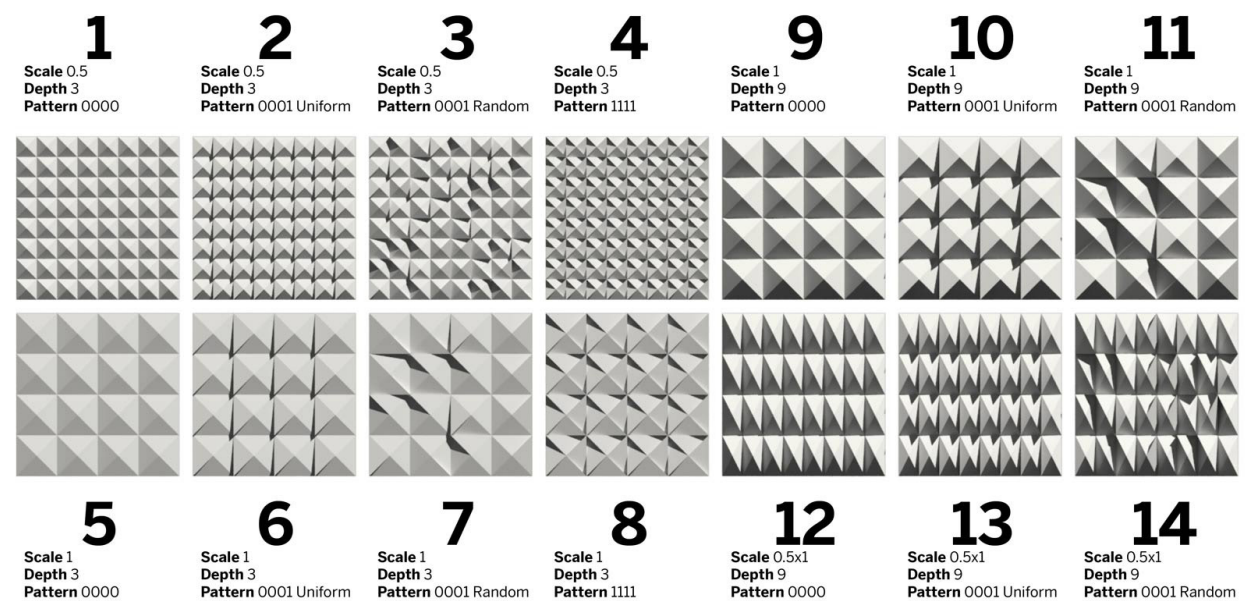 1
Scale 0.5
Depth 3
Pattern 0000
2
Scale 0.5
Depth 3
Pattern 0001 Uniform
3
Scale 0.5
Depth 3
Pattern 0001 Random
4
Scale 0.5
Depth 3
Pattern 1111
9
Scale 1
Depth 9
Pattern 0000
10
Scale 1
Depth 9
Pattern 0001 Uniform
11
Scale 1
Depth 9
Pattern 0001 Random
5
Scale 1
Depth 3
Pattern 0000
6
Scale 1
Depth 3
Pattern 0001 Uniform
7
Scale 1
Depth 3
Pattern 0001 Random
8
Scale 1
Depth 3
Pattern 1111
12
Scale 0.5x1
Depth 9
Pattern 0000
13
Scale 0.5x1
Depth 9
Pattern 0001 Uniform
14
Scale 0.5x1
Depth 9
Pattern 0001 Random